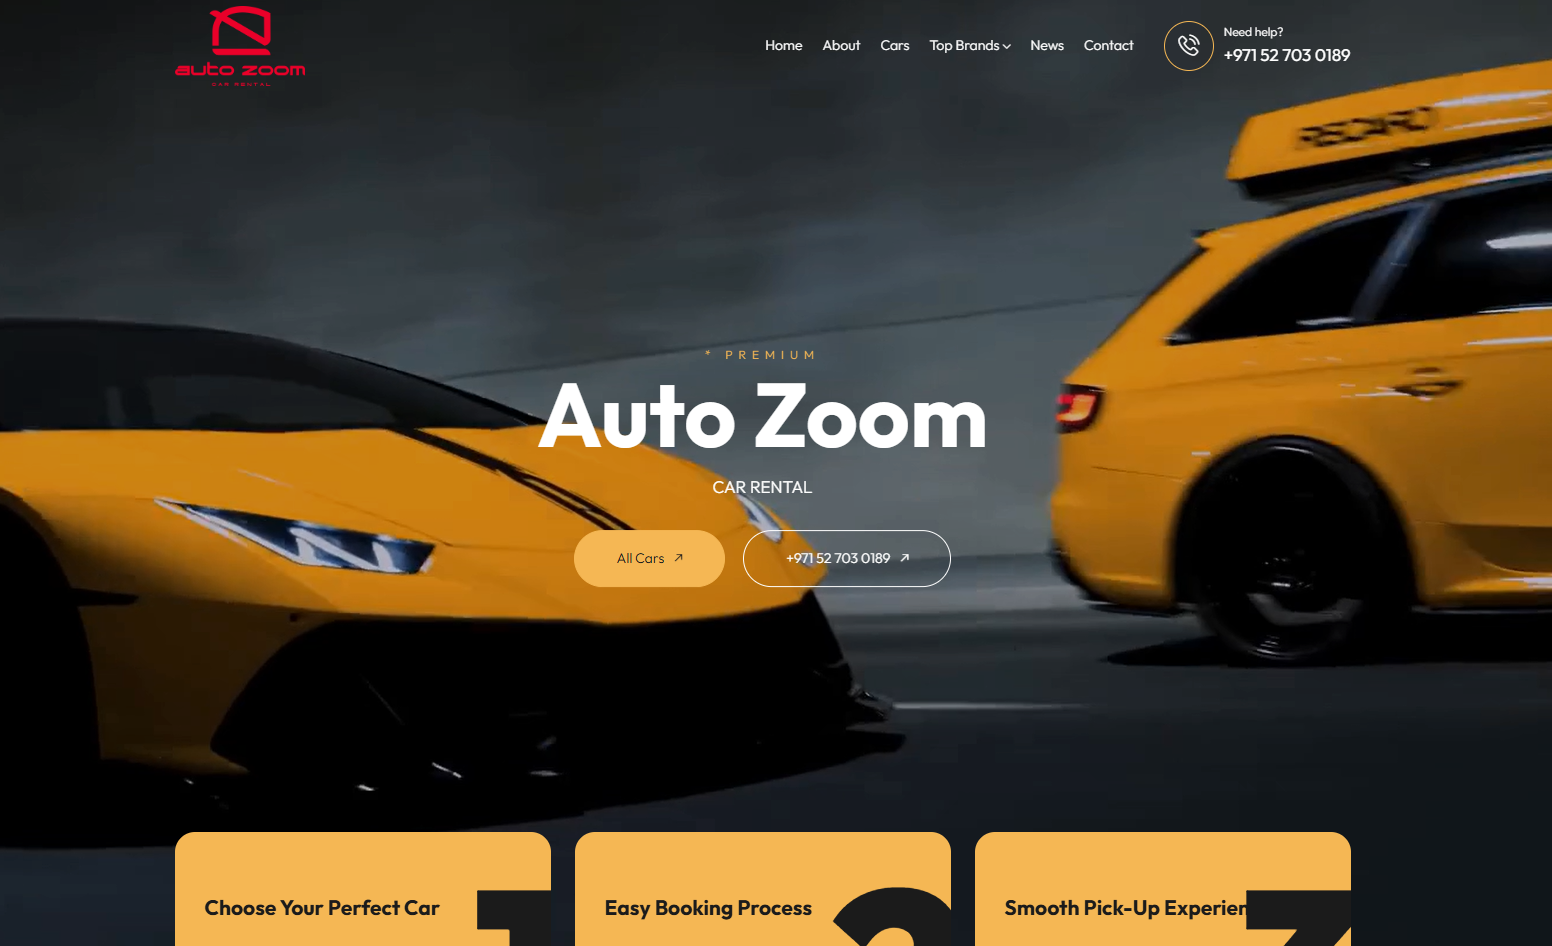 auto zoom
CAR RENTAL
Home About Cars Top Brands News Contact
Need help?
+971 52 703 0189
RECARO
* PREMIUM
Auto Zoom
CAR RENTAL
All Cars
+971 52 703 0189
Choose Your Perfect Car
Easy Booking Process
Smooth Pick-Up Experien